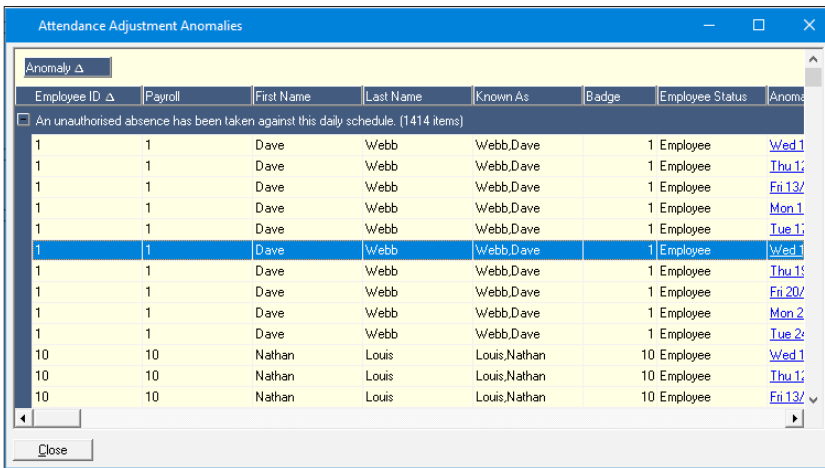 Attendance Adjustment Anomalies
Anomaly
Employee ID Payroll First Name Last Name Known As Badge Employee Status Anoma
An unauthorised absence has been taken against this daily schedule. (1414 items)
1 1 Dave Webb Webb,Dave 1 Employee Wed 1
1 1 Dave Webb Webb,Dave 1 Employee Thu 12
1 1 Dave Webb Webb,Dave 1 Employee Fri 13/
1 1 Dave Webb Webb,Dave 1 Employee Mon 1
1 1 Dave Webb Webb,Dave 1 Employee Tue 17
1 1 Dave Webb Webb,Dave 1 Employee Wed 1
1 1 Dave Webb Webb,Dave 1 Employee Thu 19
1 1 Dave Webb Webb,Dave 1 Employee Fri 20/
1 1 Dave Webb Webb,Dave 1 Employee Mon 2
1 1 Dave Webb Webb,Dave 1 Employee Tue 24
10 10 Nathan Louis Louis,Nathan 10 Employee Wed 1
10 10 Nathan Louis Louis,Nathan 10 Employee Thu 12
10 10 Nathan Louis Louis,Nathan 10 Employee Fri 13/
Close